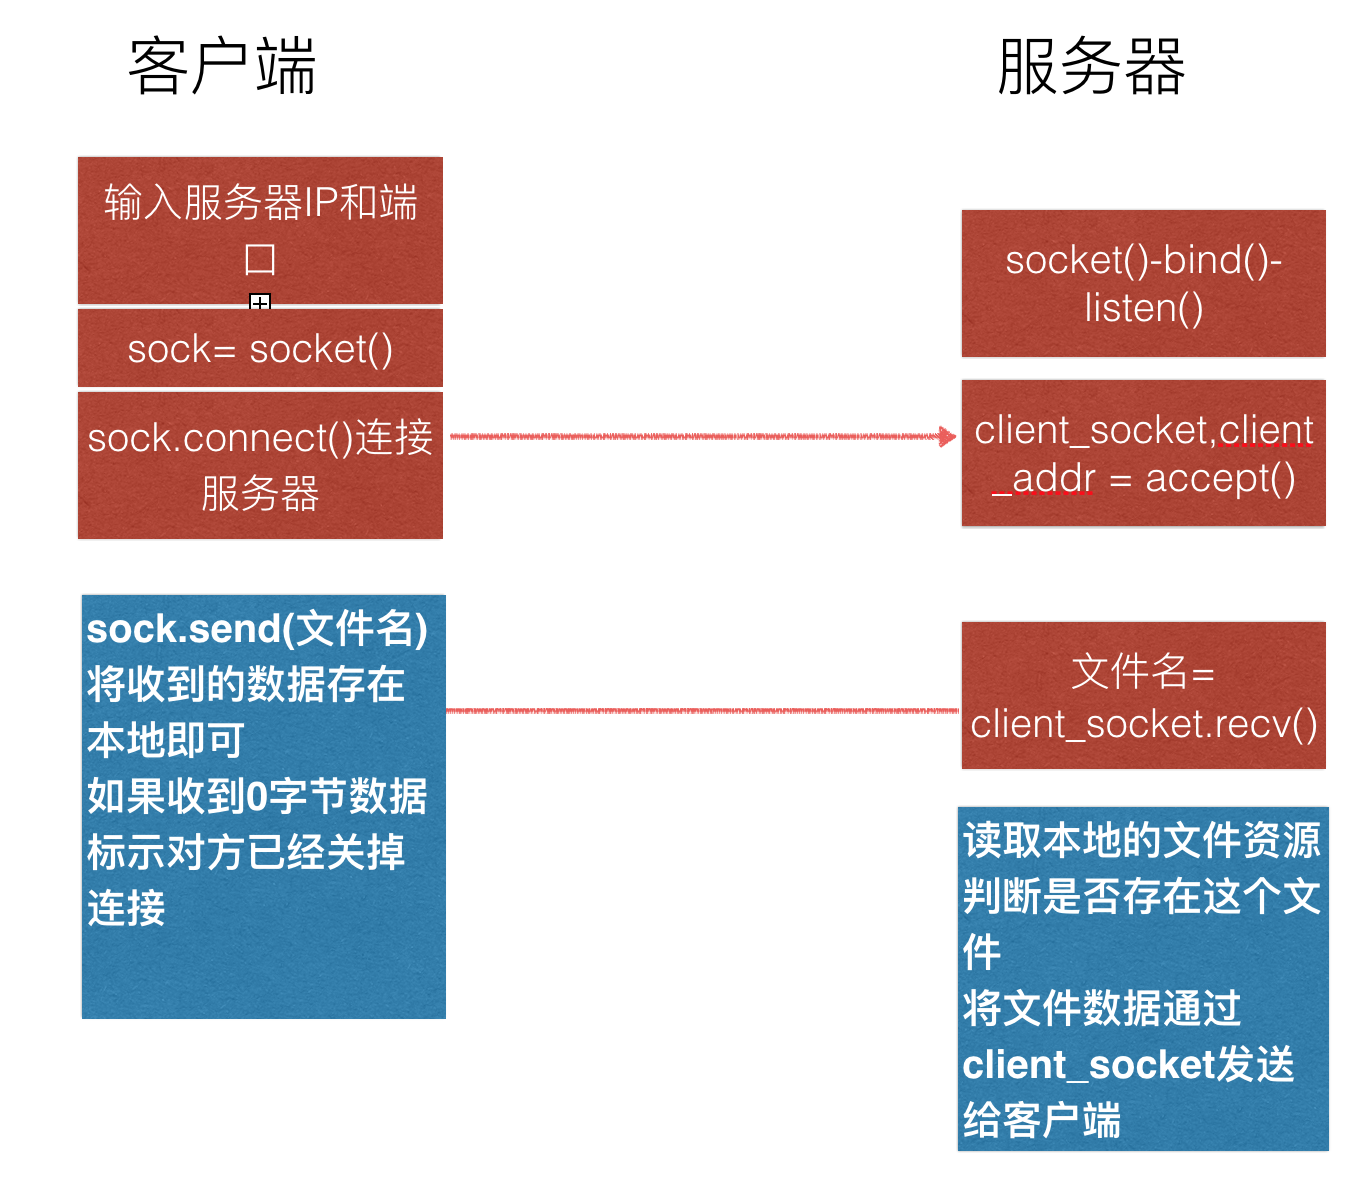 客户端
服务器
输入服务器IP和端
口
sock= socket()
sock.connect()连接
服务器
socket()-bind()-
listen()
client_socket,client
_addr = accept()
sock.send(文件名)
将收到的数据存在
本地即可
如果收到0字节数据
标示对方已经关掉
连接
文件名=
client_socket.recv()
读取本地的文件资源
判断是否存在这个文
件
将文件数据通过
client_socket发送
给客户端